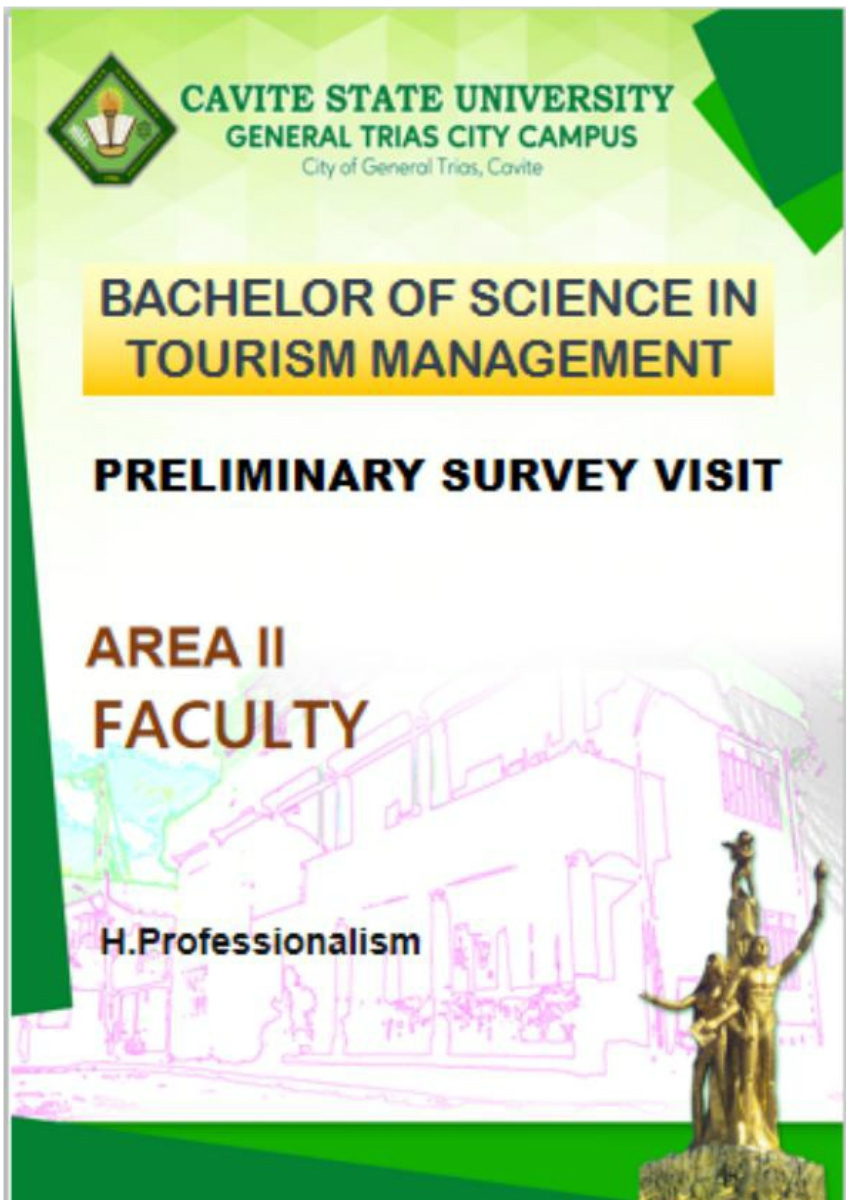 CAVITE STATE UNIVERSITY
GENERAL TRIAS CITY CAMPUS
City of General Trias, Cavite
BACHELOR OF SCIENCE IN
TOURISM MANAGEMENT
PRELIMINARY SURVEY VISIT
AREA II
FACULTY
H.Professionalism